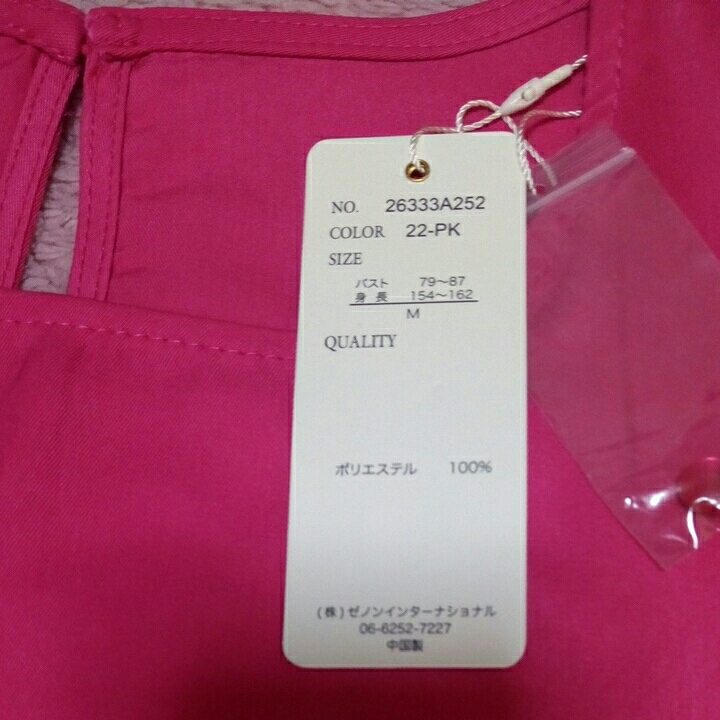 NO. 26333A252
COLOR 22-PK
SIZE
バスト 79〜87
身長 154〜162
M
QUALITY
ポリエステル 100%
(株)ゼノンインターナショナル
06-6252-7227
中国製